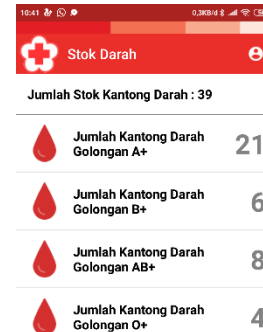 10:41
0,3KB/d
Stok Darah
Jumlah Stok Kantong Darah : 39
Jumlah Kantong Darah
Golongan A+
21
Jumlah Kantong Darah
Golongan B+
6
Jumlah Kantong Darah
Golongan AB+
8
Jumlah Kantong Darah
Golongan O+
4